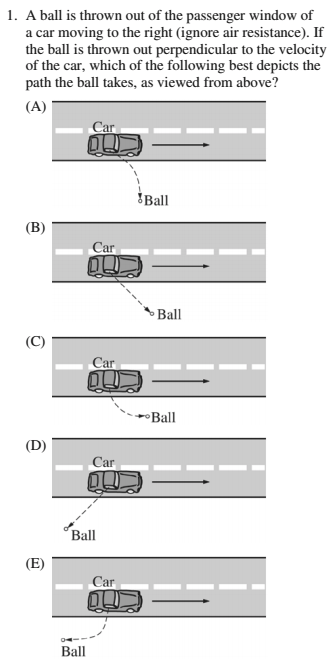 1. A ball is thrown out of the passenger window of
a car moving to the right (ignore air resistance). If
the ball is thrown out perpendicular to the velocity
of the car, which of the following best depicts the
path the ball takes, as viewed from above?
(A)
Car
Ball
(B)
Car
Ball
(C)
Car
Ball
(D)
Car
Ball
(E)
Car
Ball